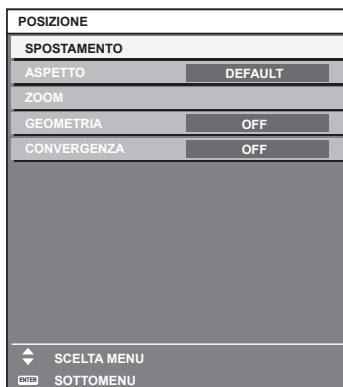 POSIZIONE
SPOSTAMENTO
ASPETTO DEFAULT
ZOOM
GEOMETRIA OFF
CONVERGENZA OFF
SCELTA MENU
ENTER SOTTOMENU